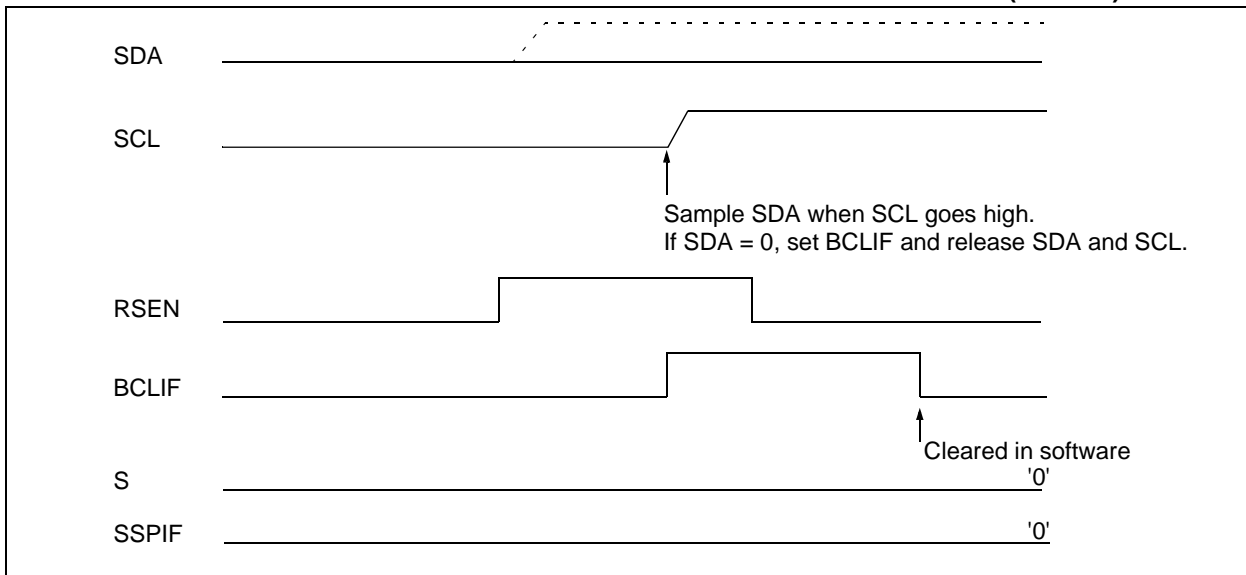 SDA
SCL
Sample SDA when SCL goes high.
If SDA = 0, set BCLIF and release SDA and SCL.
RSEN
BCLIF
Cleared in software
S
'0'
SSPIF
'0'